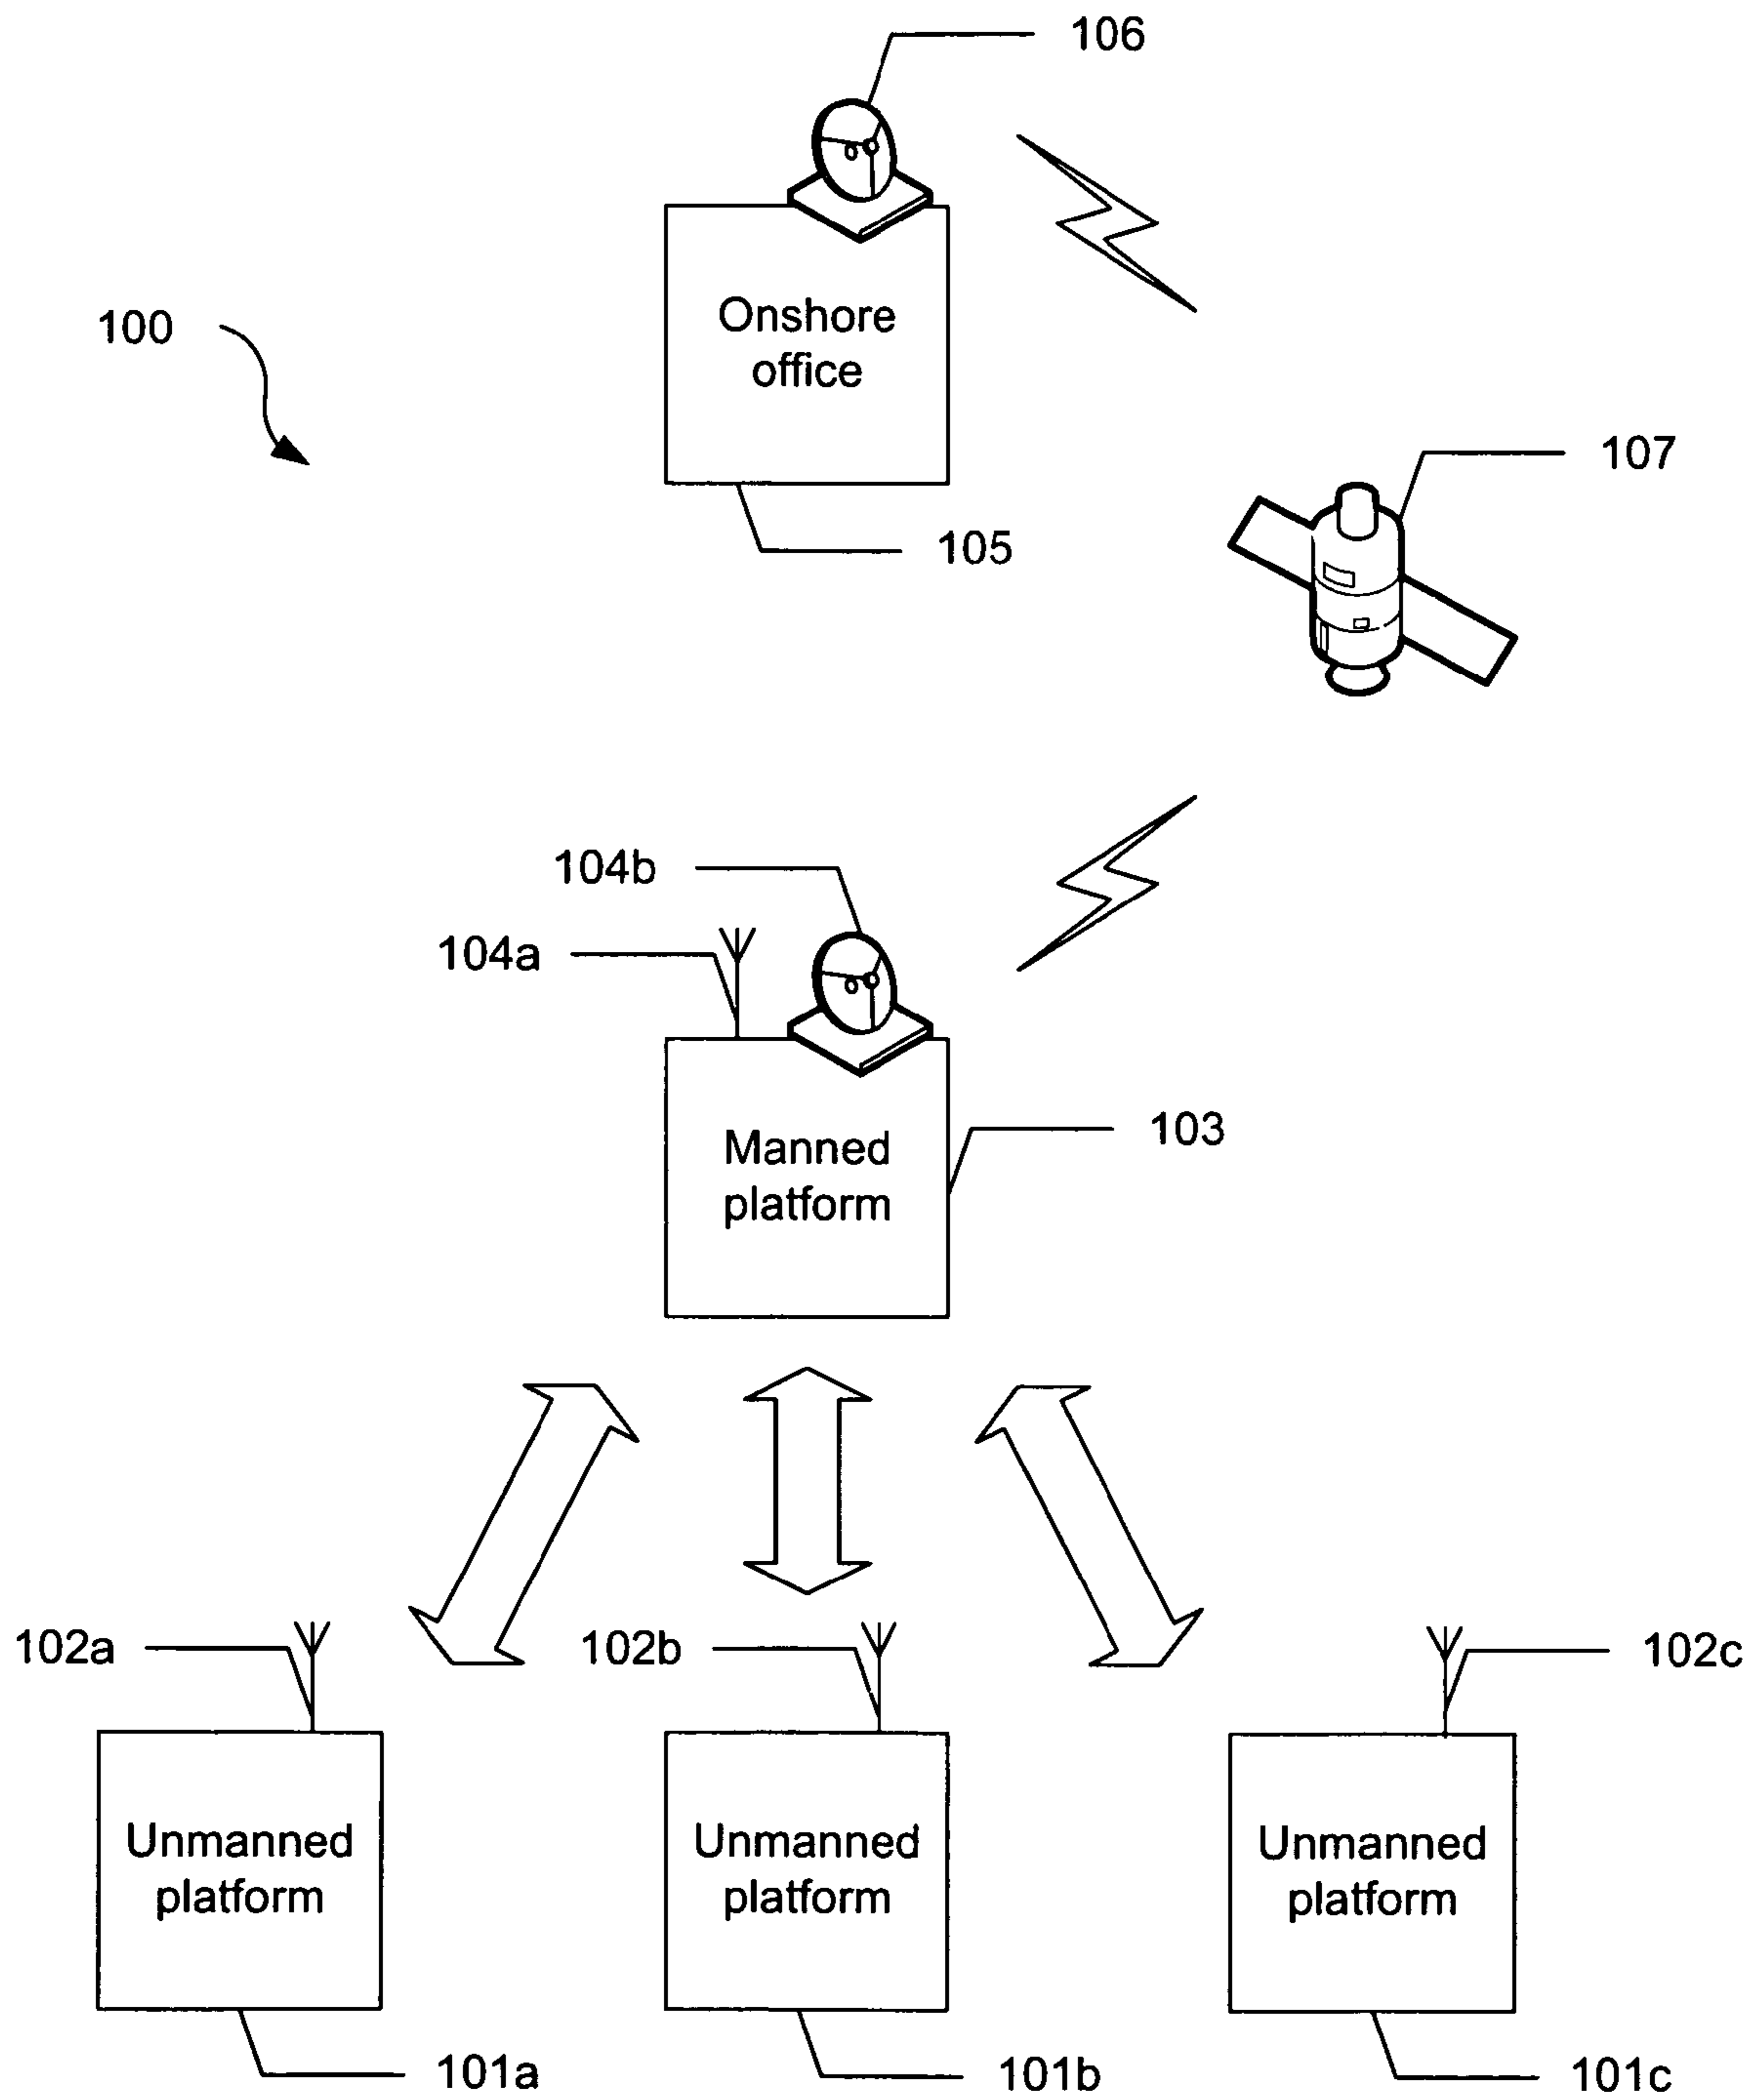 106
Onshore
office
100
107
105
104b
104a
Manned
platform
103
102a
102b
102c
Unmanned
platform
Unmanned
platform
Unmanned
platform
101a
101b
101c